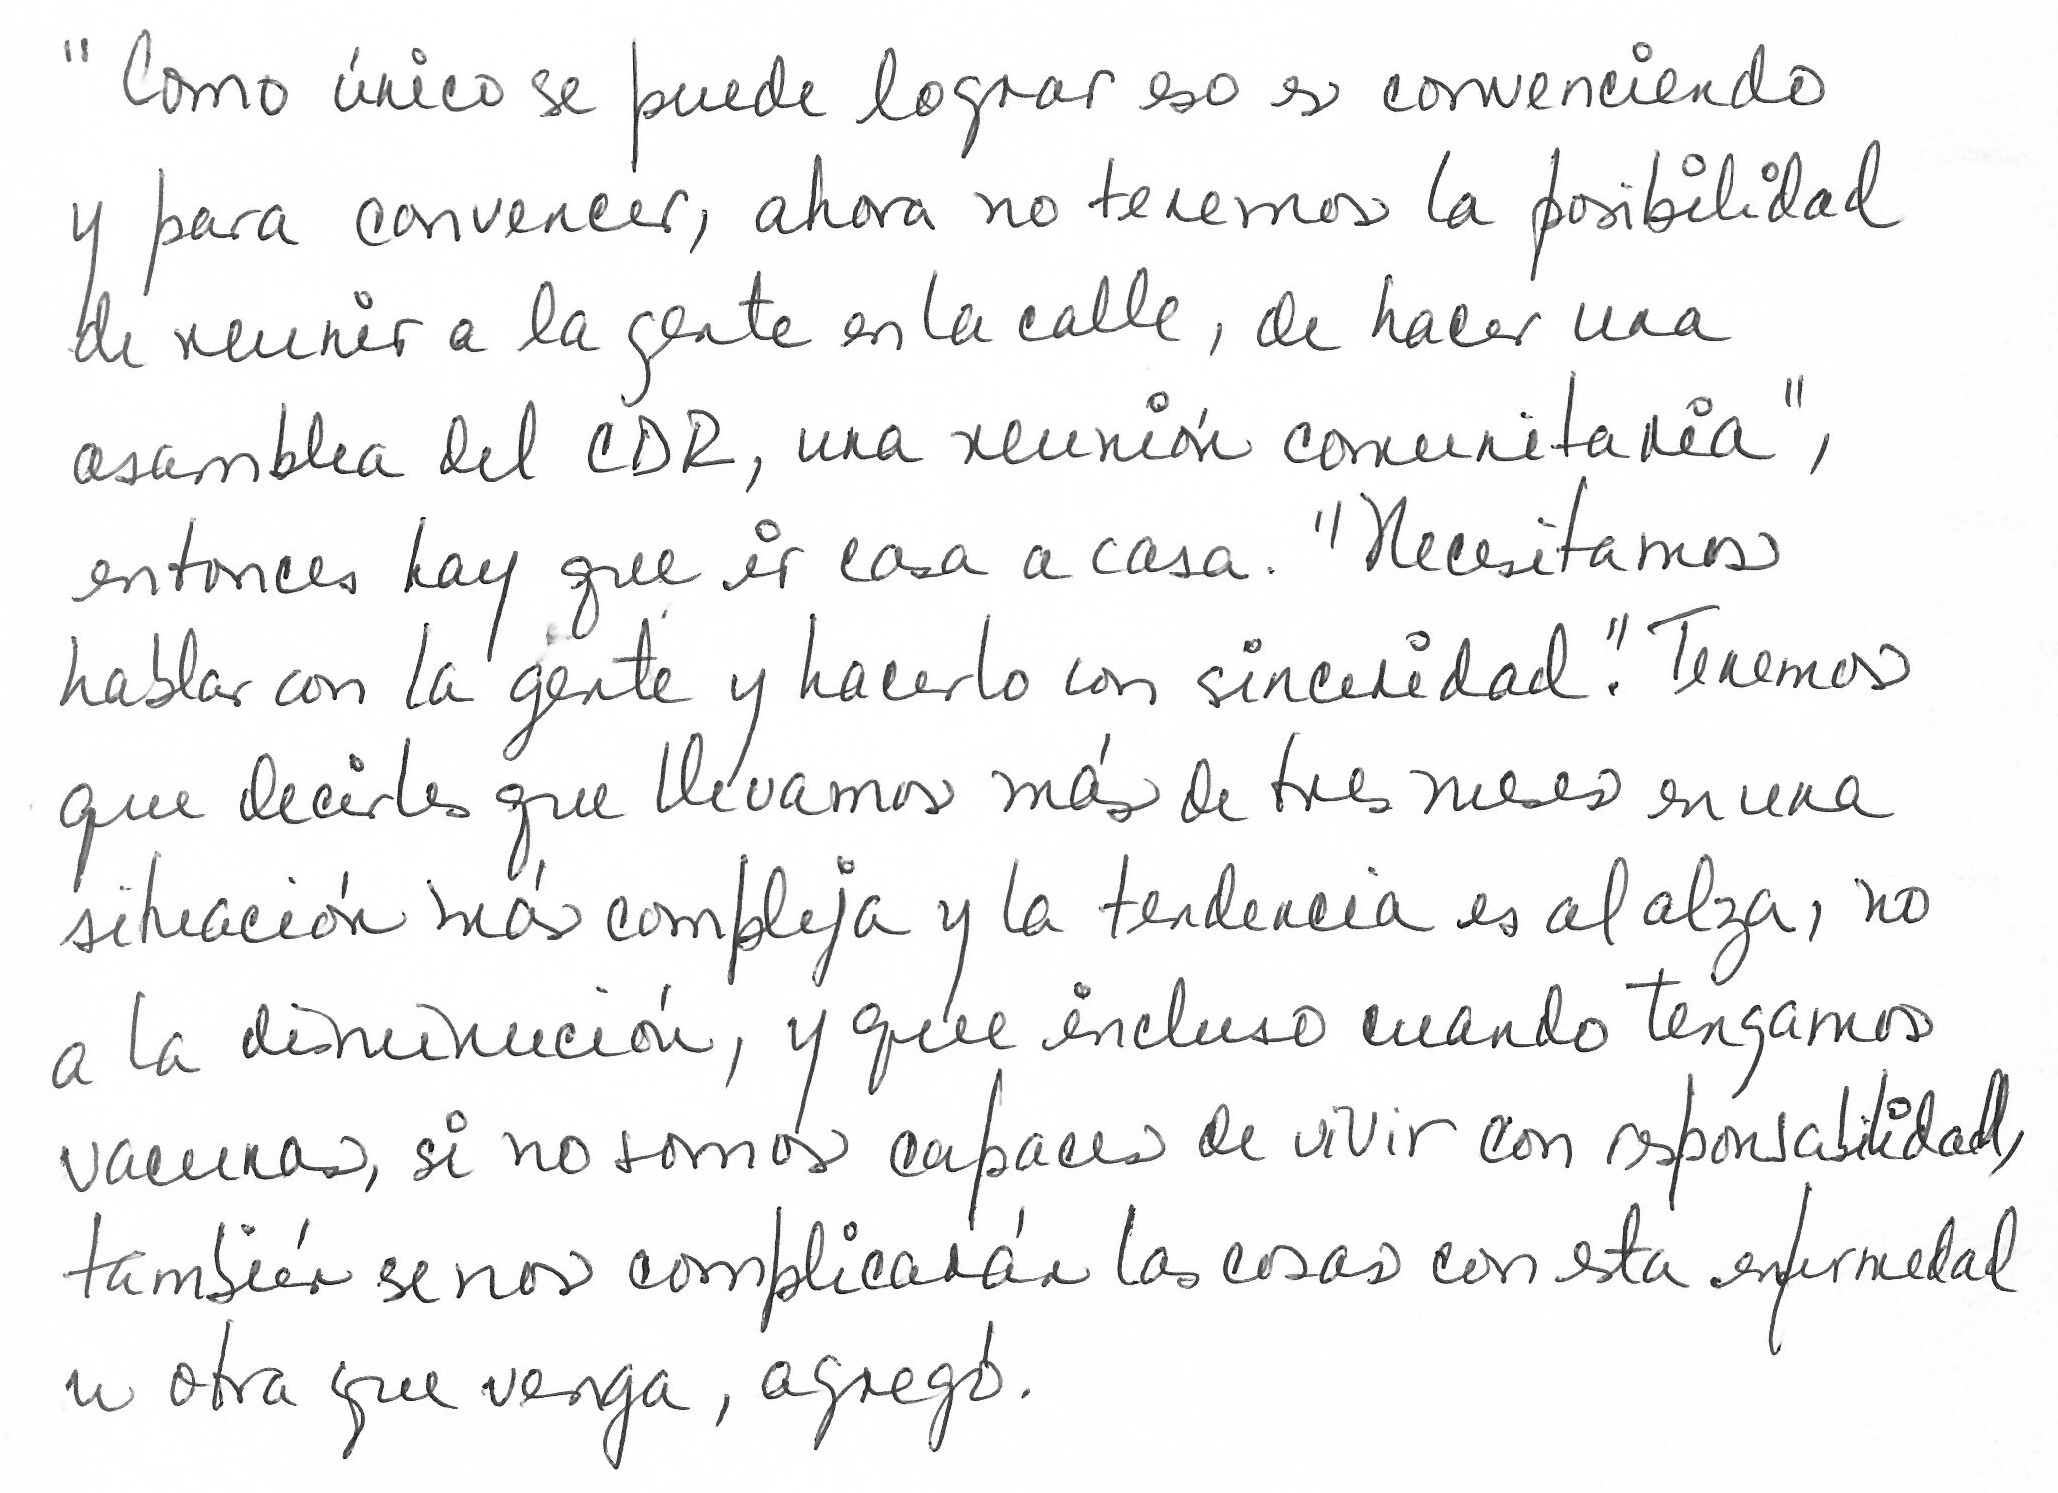 "Como único se puede lograr eso es convenciendo
y para convencer, ahora no tenemos la posibilidad
de reunir a la gente en la calle, de hacer una
asamblea del CDR, una reunión comunitaria",
entonces hay que ir casa a casa. "Necesitamos
hablar con la gente y hacerlo con sinceridad". Tenemos
que decirles que llevamos más de tres meses en una
situación más compleja y la tendencia es al alza, no
a la disminución, y que incluso cuando tengamos
vacunas, si no somos capaces de vivir con responsabilidad,
también se nos complicarán las cosas con esta enfermedad
u otra que venga, agregó.